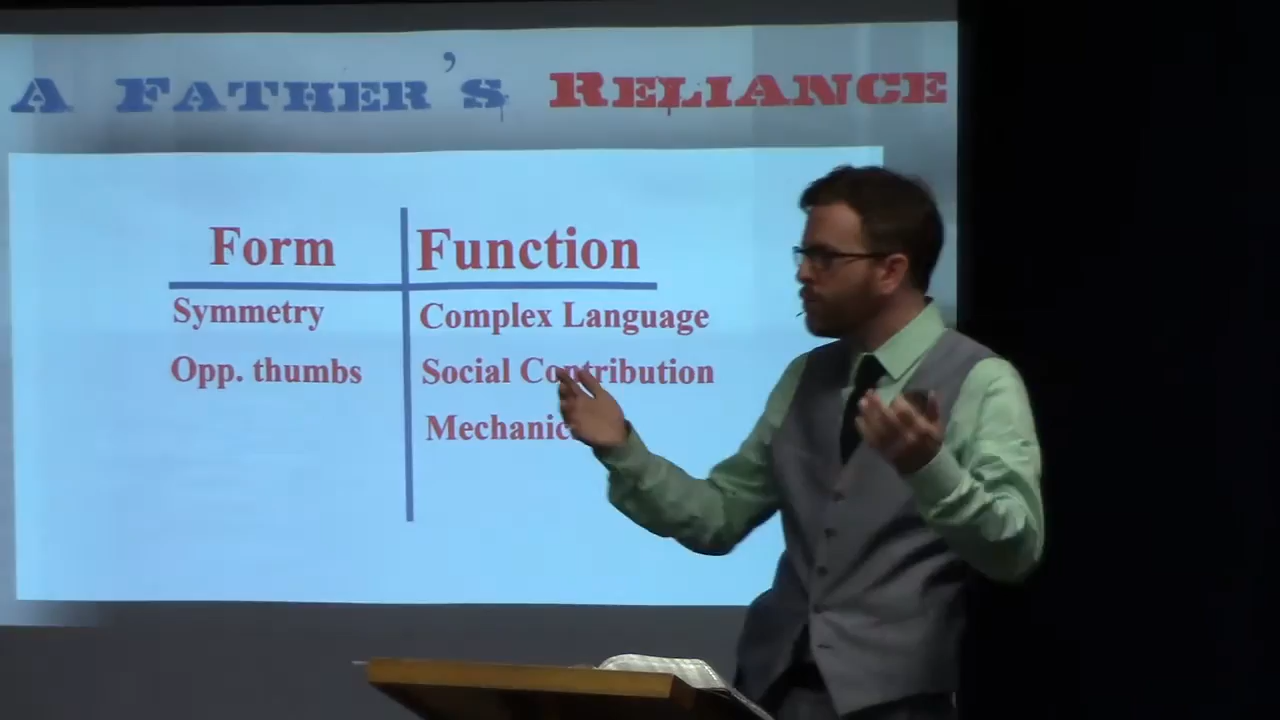 A FATHER'S RELIANCE
Form Function
Symmetry Complex Language
Opp. thumbs Social Contribution